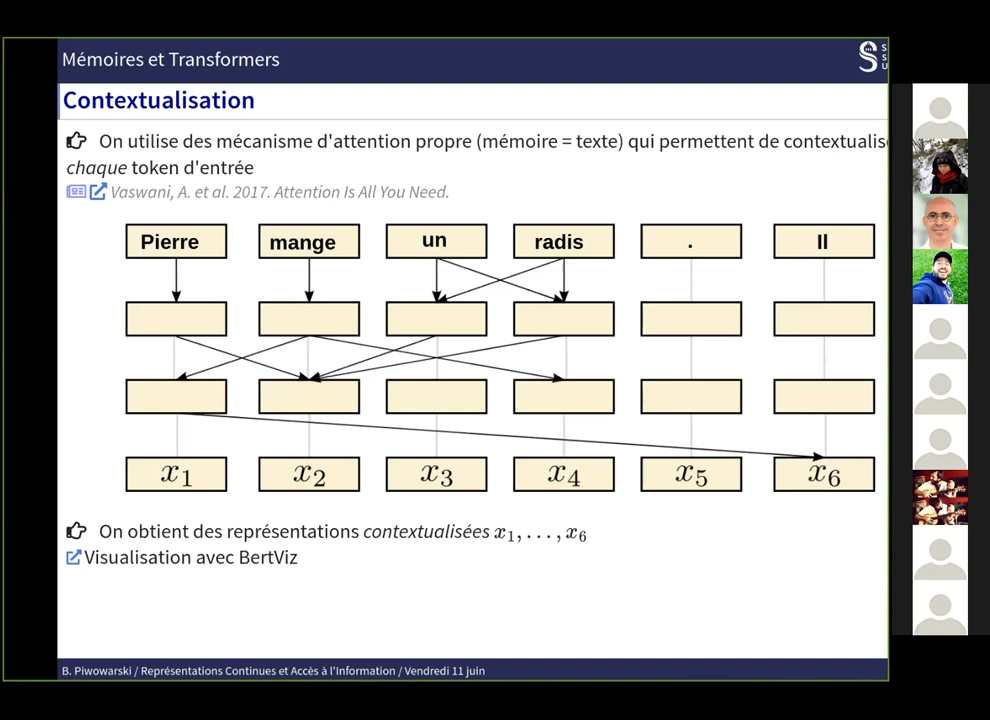 Mémoires et Transformers
S
S
U
Contextualisation
On utilise des mécanisme d'attention propre (mémoire = texte) qui permettent de contextualise
chaque token d'entrée
Vaswani, A. et al. 2017. Attention Is All You Need.
Pierre mange un radis . Il
x1 x2 x3 x4 x5 x6
On obtient des représentations contextualisées x1, . . . , x6
Visualisation avec BertViz
B. Piwowarski / Représentations Continues et Accès à l'Information / Vendredi 11 juin